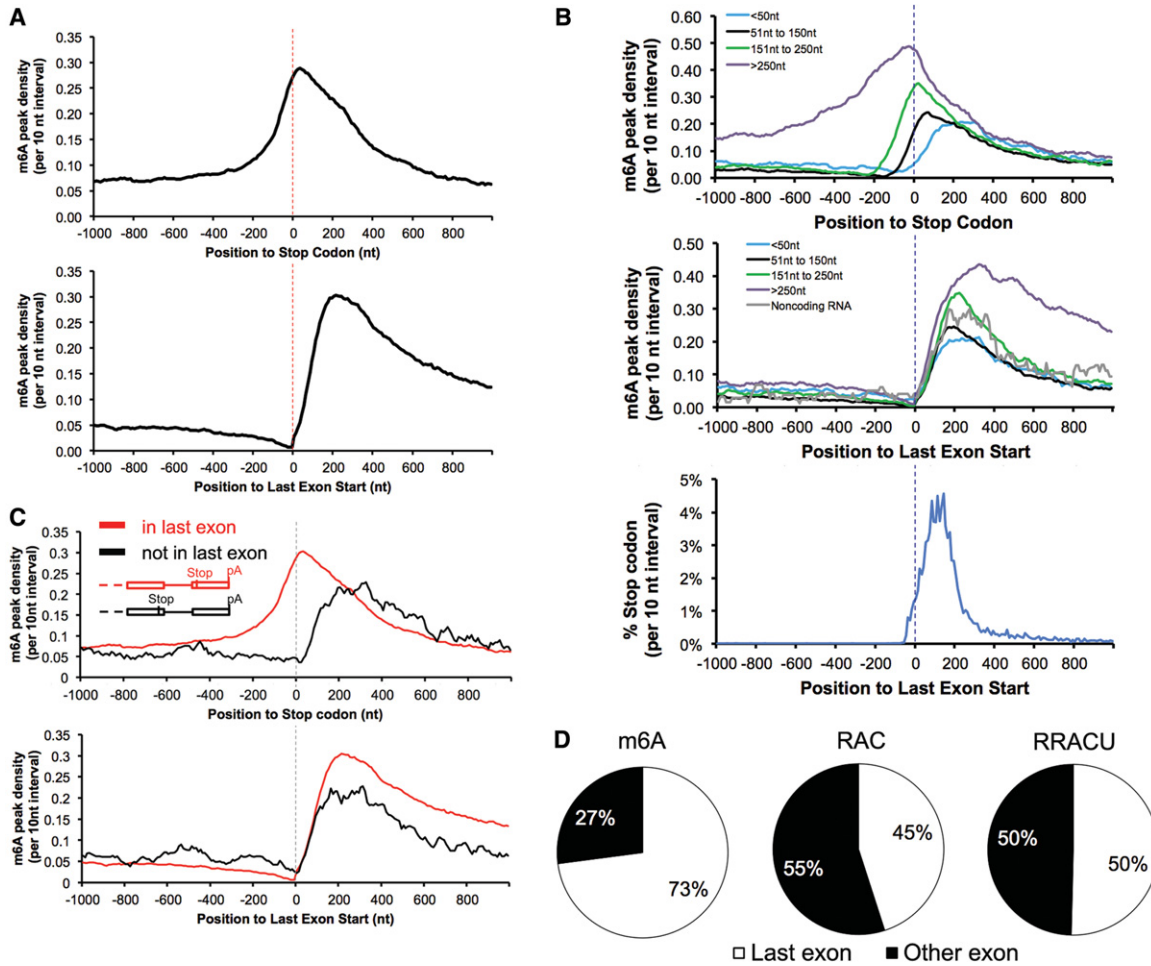 A
0.35
0.30
0.25
0.20
0.15
0.10
0.05
0.00
m6A peak density
(per 10 nt interval)
-1000 -800 -600 -400 -200 0 200 400 600 800
Position to Stop Codon (nt)
0.35
0.30
0.25
0.20
0.15
0.10
0.05
0.00
m6A peak density
(per 10 nt interval)
-1000 -800 -600 -400 -200 0 200 400 600 800
Position to Last Exon Start (nt)
B
0.60
0.50
0.40
0.30
0.20
0.10
0.00
m6A peak density
(per 10 nt interval)
<50nt
51nt to 150nt
151nt to 250nt
>250nt
-1000 -800 -600 -400 -200 0 200 400 600 800
Position to Stop Codon
0.50
0.40
0.30
0.20
0.10
0.00
m6A peak density
(per 10 nt interval)
<50nt
51nt to 150nt
151nt to 250nt
>250nt
Noncoding RNA
-1000 -800 -600 -400 -200 0 200 400 600 800
Position to Last Exon Start
5%
4%
3%
2%
1%
0%
% Stop codon
(per 10 nt interval)
-1000 -800 -600 -400 -200 0 200 400 600 800
Position to Last Exon Start
C
0.35
0.3
0.25
0.2
0.15
0.1
0.05
0
m6A peak density
(per 10nt interval)
in last exon
not in last exon
Stop pA
Stop pA
-1000 -800 -600 -400 -200 0 200 400 600 800
Position to Stop codon (nt)
0.35
0.3
0.25
0.2
0.15
0.1
0.05
0
m6A peak density
(per 10nt interval)
-1000 -800 -600 -400 -200 0 200 400 600 800
Position to Last Exon Start (nt)
D
m6A RAC RRACU
27%
73%
45%
55%
50%
50%
Last exon Other exon